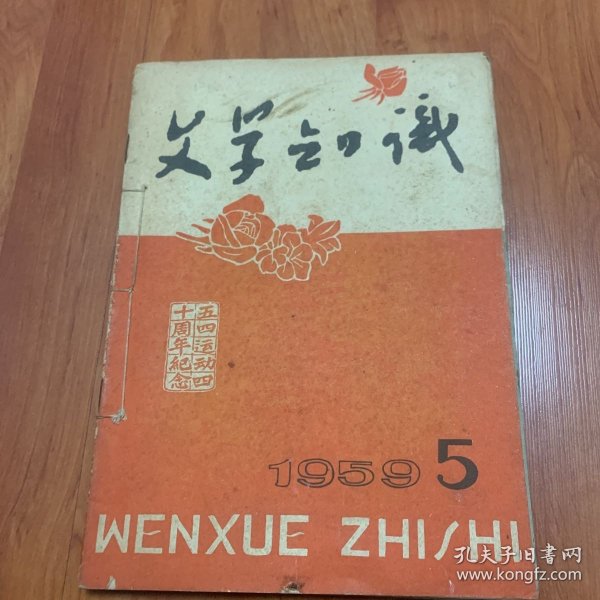 文学知识
五四运动四
十周年紀念
1959 5
WENXUE ZHISHI
孔夫子旧书网
www.kongfz.com